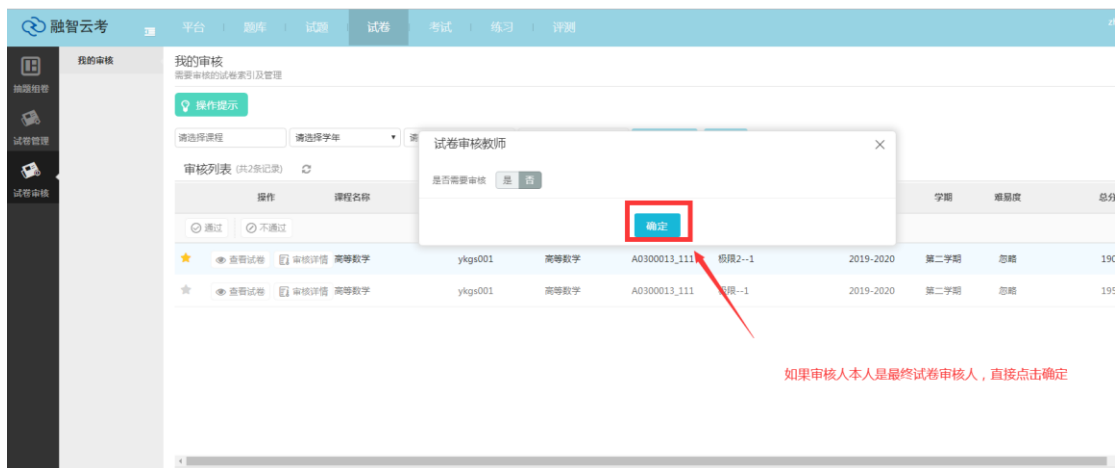 融智云考
平台 题库 试题 试卷 考试 练习 评测
抽题组卷
试卷管理
试卷审核
我的审核
我的审核
需要审核的试卷索引及管理
操作提示
请选择课程 请选择学年 请
审核列表 (共2条记录)
操作 课程名称 学期 难易度 总分
通过 不通过
试卷审核教师
是否需要审核 是 否
确定
查看试卷 审核详情 高等数学 ykgs001 高等数学 A0300013_111 极限2--1 2019-2020 第二学期 忽略 190
查看试卷 审核详情 高等数学 ykgs001 高等数学 A0300013_111 --1 2019-2020 第二学期 忽略 195
如果审核人本人是最终试卷审核人，直接点击确定